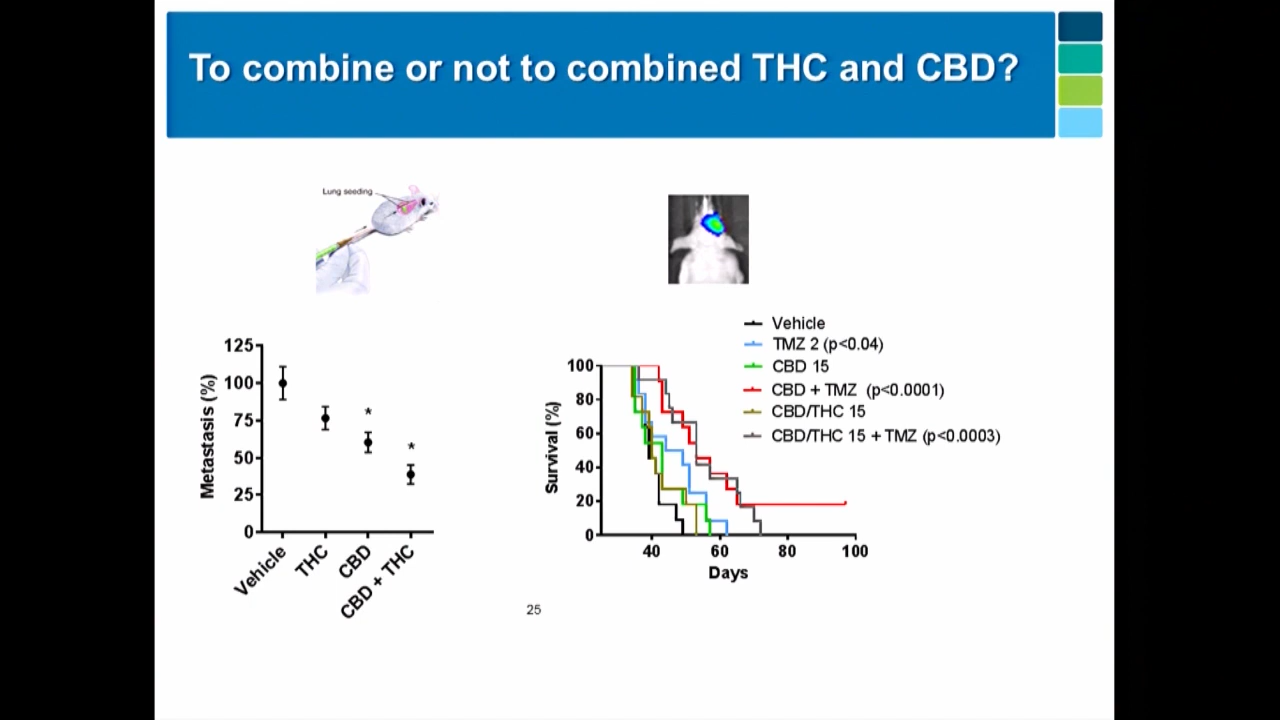 To combine or not to combined THC and CBD?
Lung seeding
125
100
75
50
25
0
Metastasis (%)
*
*
Vehicle
THC
CBD
CBD + THC
Vehicle
TMZ 2 (p<0.04)
CBD 15
CBD + TMZ (p<0.0001)
CBD/THC 15
CBD/THC 15 + TMZ (p<0.0003)
100
80
60
40
20
0
Survival (%)
40 60 80 100
Days
25